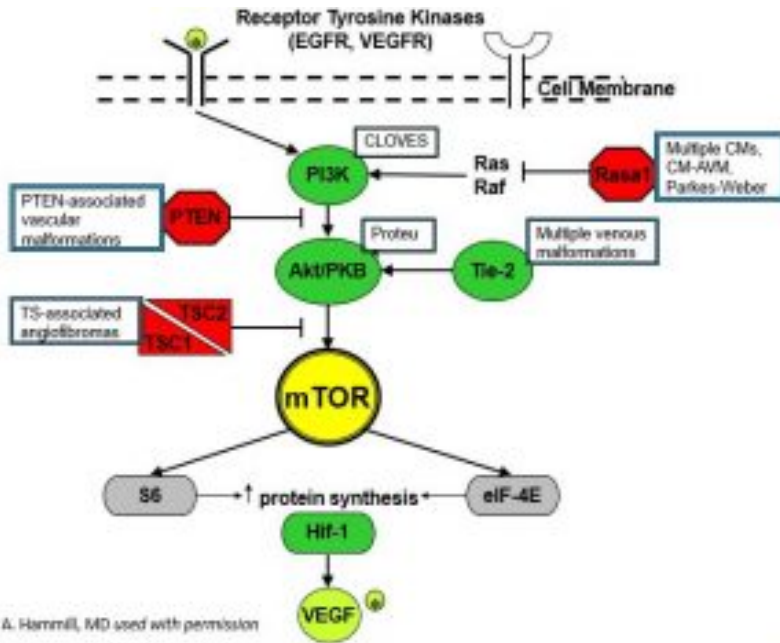 Receptor Tyrosine Kinases
(EGFR, VEGFR)
Cell Membrane
CLOVES
PI3K
Ras
Raf
Rasa1
Multiple CMs,
CM-AVM,
Parkes-Weber
PTEN-associated
vascular
malformations
PTEN
Proteu
Akt/PKB
Tie-2
Multiple venous
malformations
TS-associated
angiofibromas
TSC2
TSC1
mTOR
S6
↑ protein synthesis
eIF-4E
Hif-1
VEGF
A. Hammill, MD used with permission